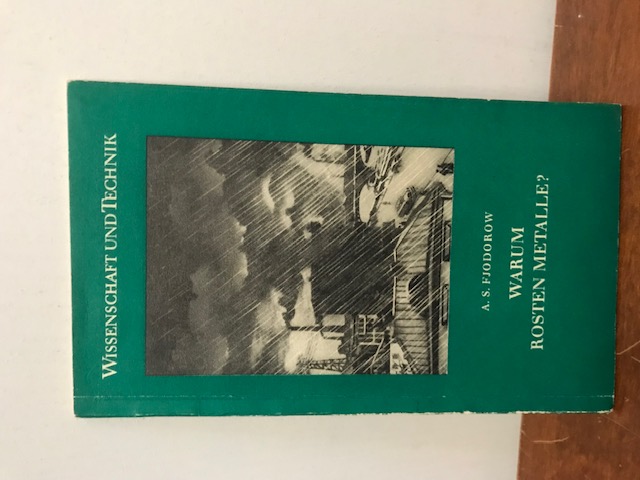 WISSENSCHAFT UND TECHNIK
A. S. FJODOROW
WARUM
ROSTEN METALLE?